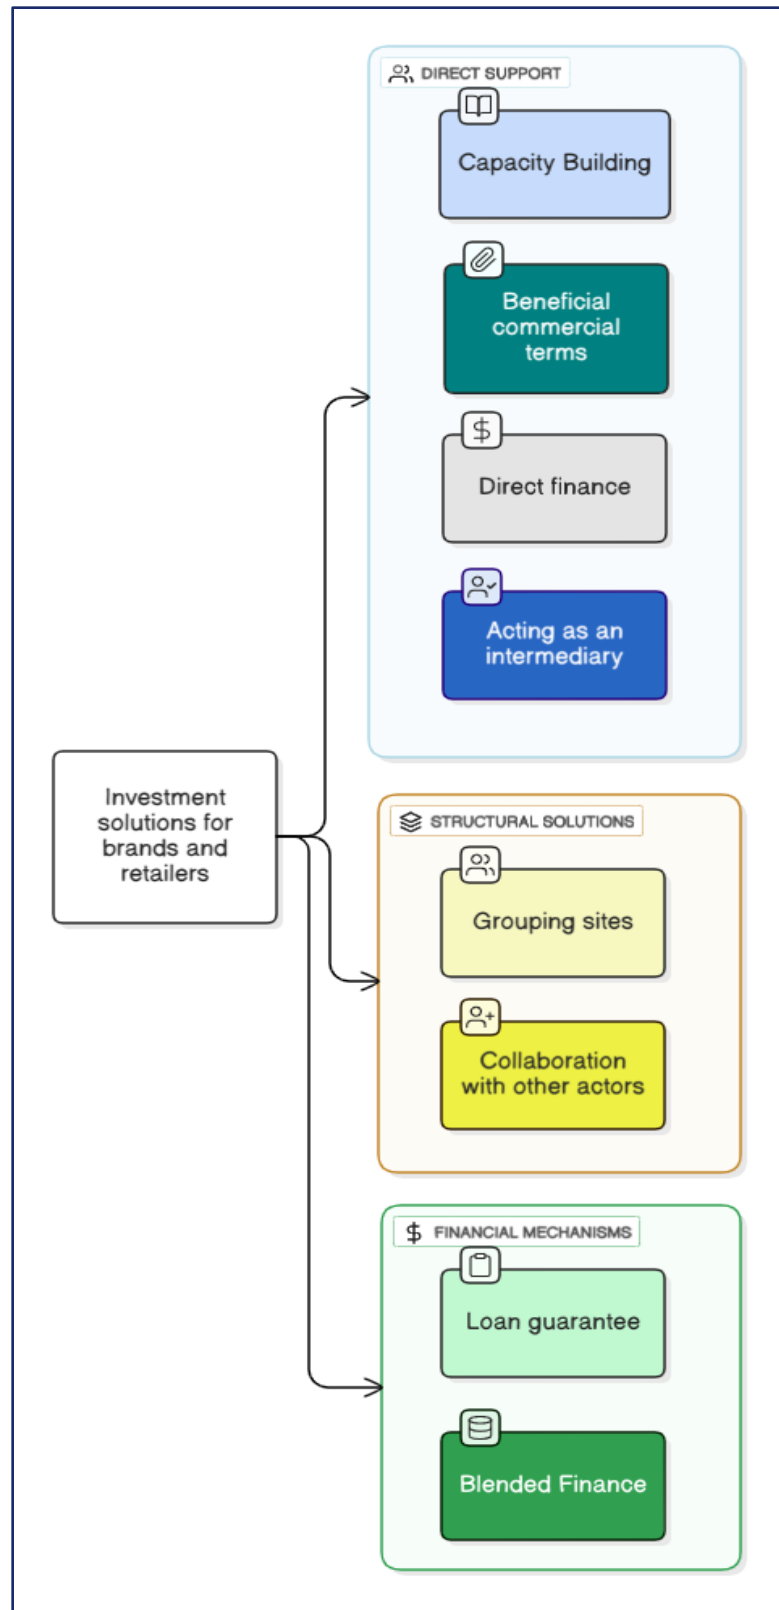 DIRECT SUPPORT
Capacity Building
Beneficial
commercial
terms
Direct finance
Acting as an
intermediary
Investment
solutions for
brands and
retailers
STRUCTURAL SOLUTIONS
Grouping sites
Collaboration
with other actors
FINANCIAL MECHANISMS
Loan guarantee
Blended Finance